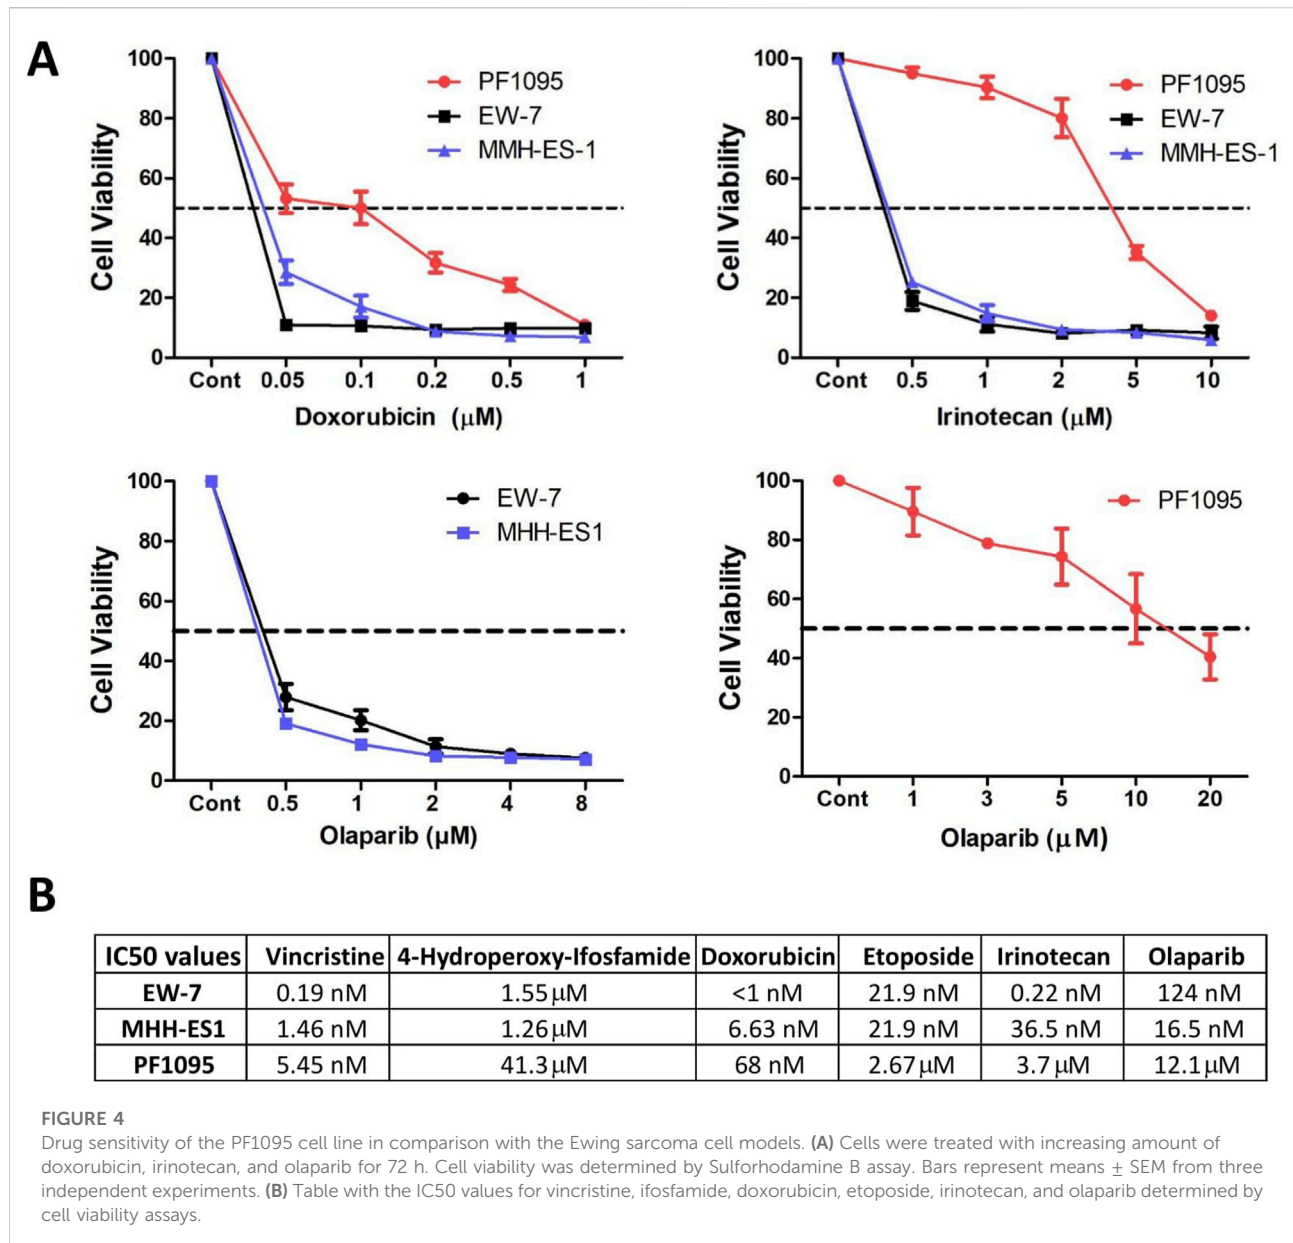 A
100
80
60
40
20
0
Cell Viability
PF1095
EW-7
MMH-ES-1
Cont 0.05 0.1 0.2 0.5 1
Doxorubicin (μM)
100
80
60
40
20
0
Cell Viability
PF1095
EW-7
MMH-ES-1
Cont 0.5 1 2 5 10
Irinotecan (μM)
100
80
60
40
20
0
Cell Viability
EW-7
MHH-ES1
Cont 0.5 1 2 4 8
Olaparib (μM)
100
80
60
40
20
0
Cell Viability
PF1095
Cont 1 3 5 10 20
Olaparib (μM)
B
IC50 values Vincristine 4-Hydroperoxy-Ifosfamide Doxorubicin Etoposide Irinotecan Olaparib
EW-7 0.19 nM 1.55μM <1 nM 21.9 nM 0.22 nM 124 nM
MHH-ES1 1.46 nM 1.26μM 6.63 nM 21.9 nM 36.5 nM 16.5 nM
PF1095 5.45 nM 41.3μM 68 nM 2.67μM 3.7μM 12.1μM
FIGURE 4
Drug sensitivity of the PF1095 cell line in comparison with the Ewing sarcoma cell models. (A) Cells were treated with increasing amount of
doxorubicin, irinotecan, and olaparib for 72 h. Cell viability was determined by Sulforhodamine B assay. Bars represent means ± SEM from three
independent experiments. (B) Table with the IC50 values for vincristine, ifosfamide, doxorubicin, etoposide, irinotecan, and olaparib determined by
cell viability assays.